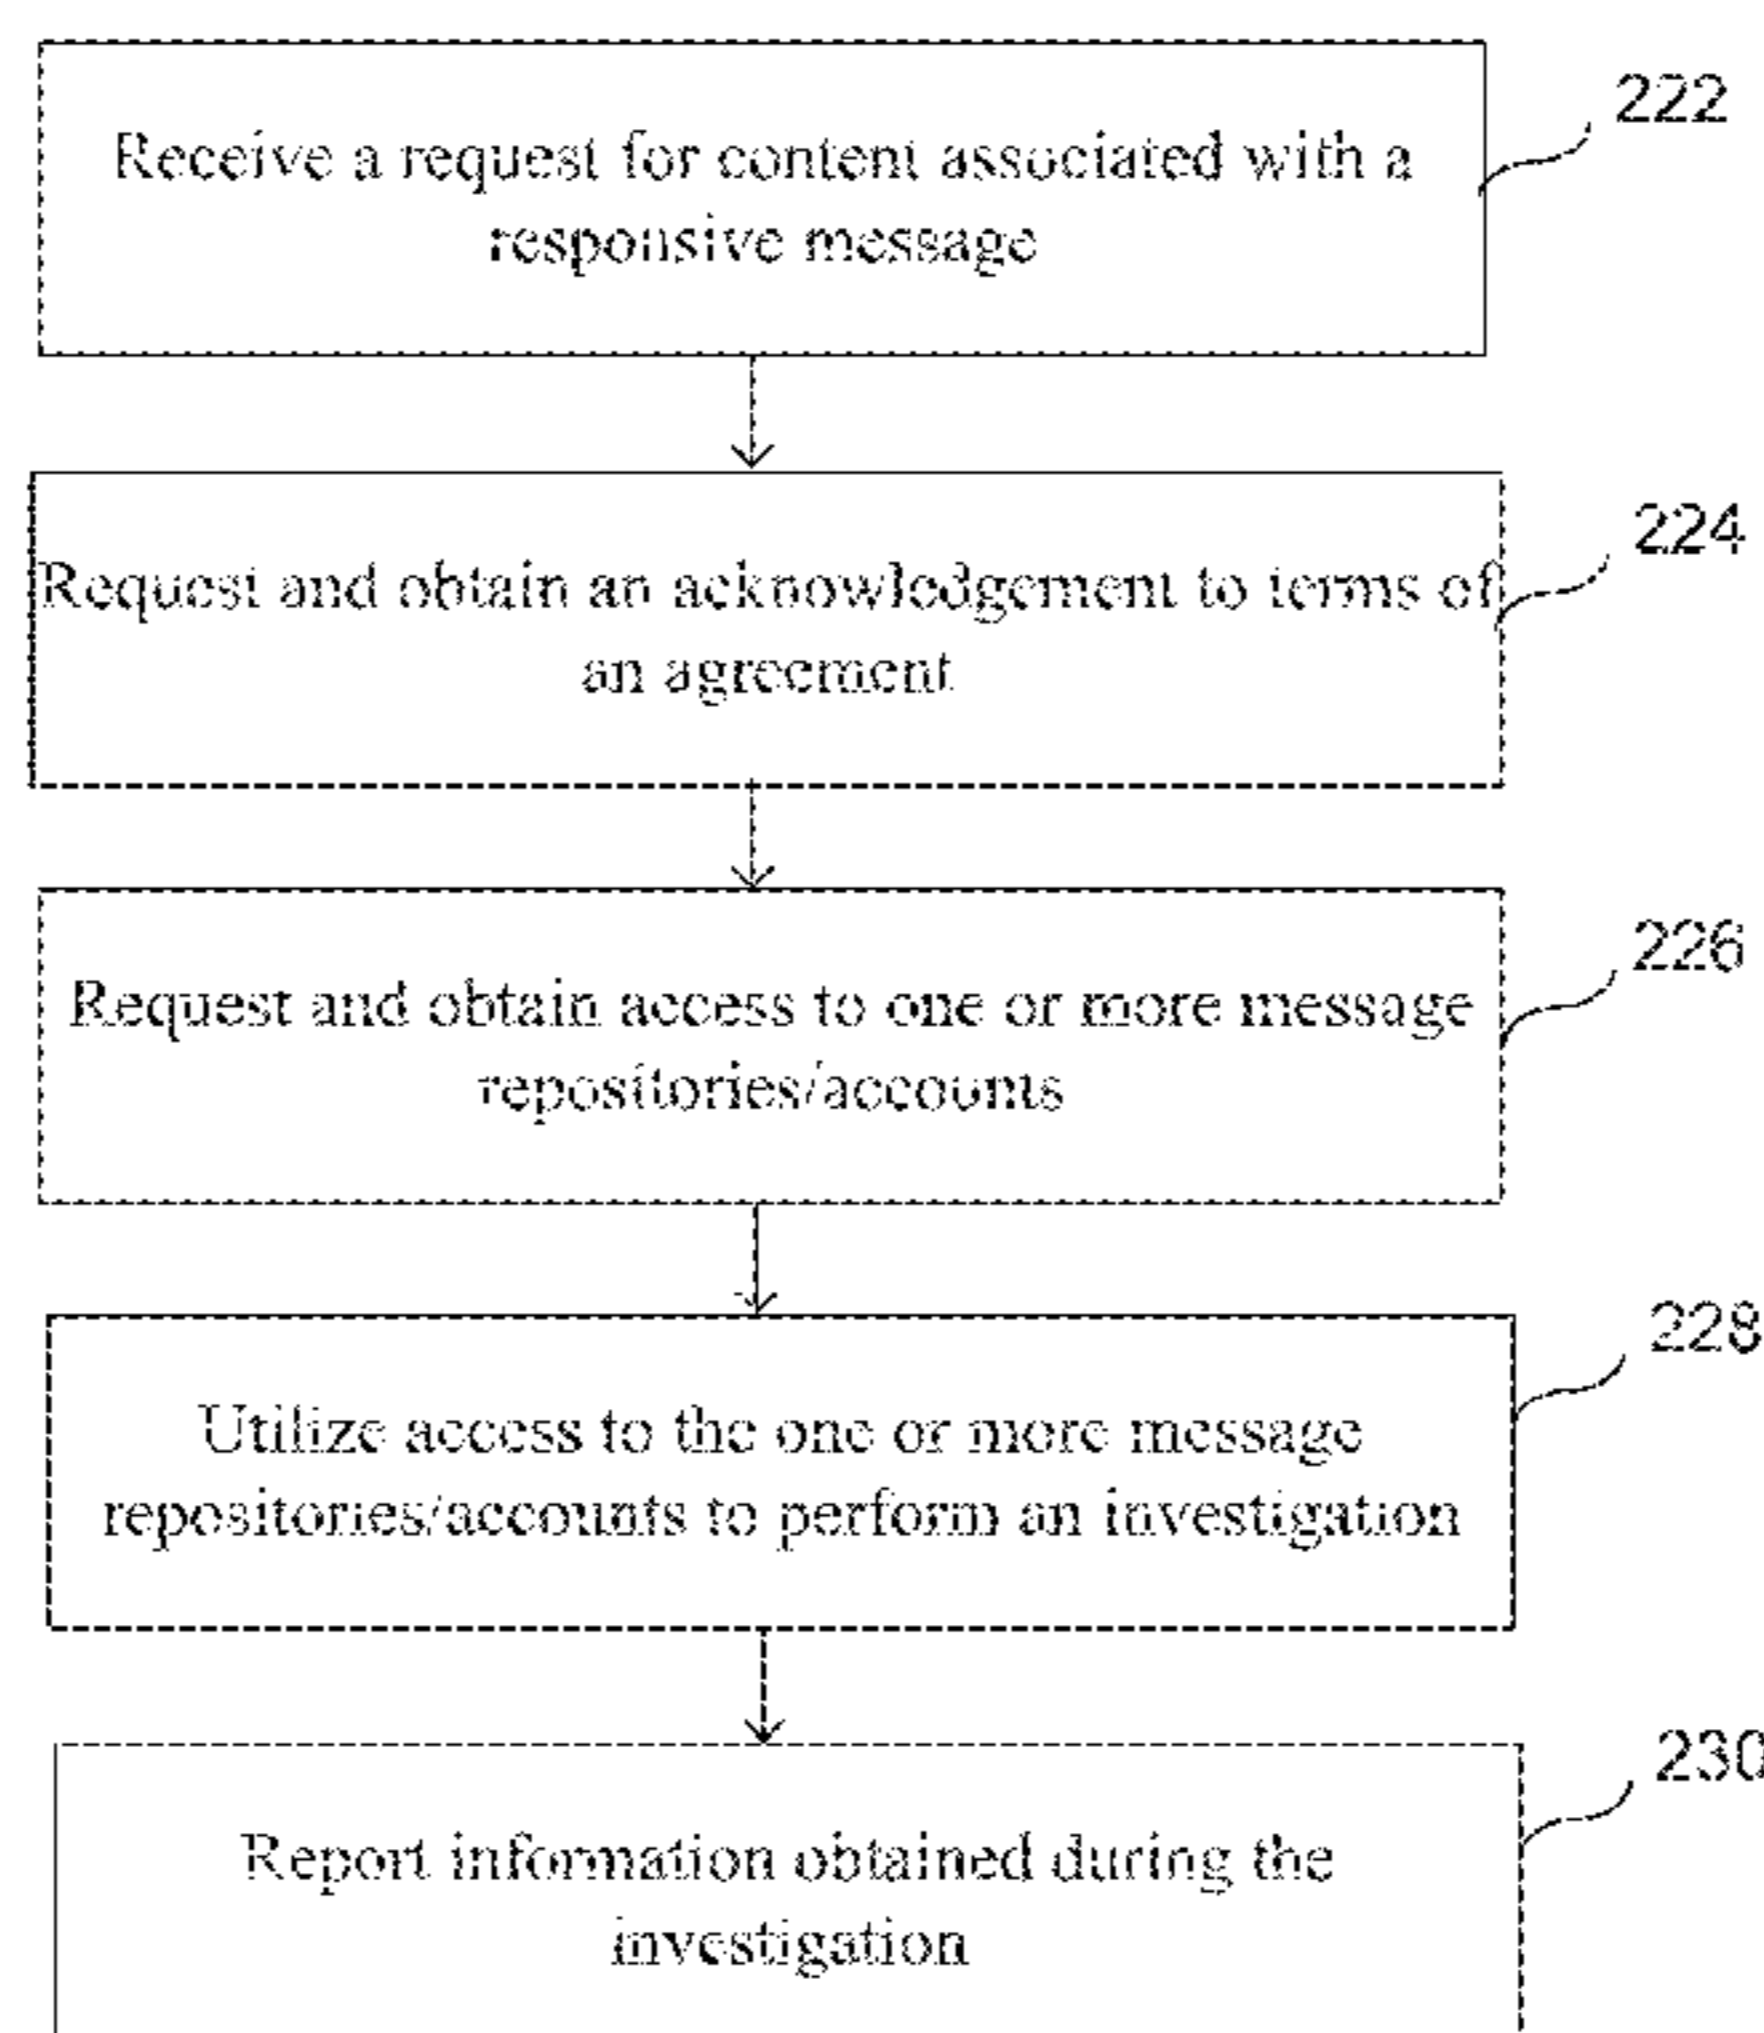 222
Receive a request for content associated with a
responsive message
224
Request and obtain an acknowledgement to terms of
an agreement
226
Request and obtain access to one or more message
repositories/accounts
228
Utilize access to the one or more message
repositories/accounts to perform an investigation
230
Report information obtained during the
investigation